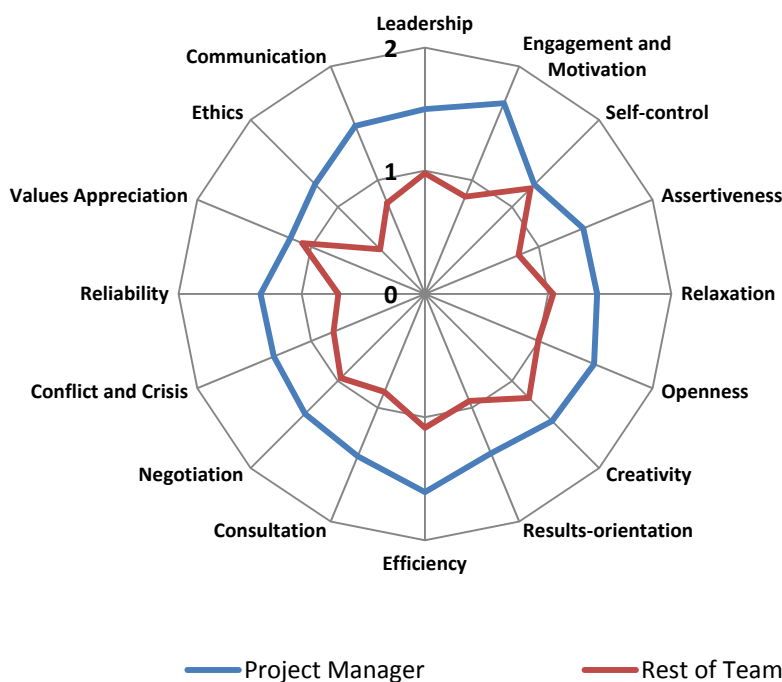 Leadership
2
Engagement and
Motivation
Communication
Self-control
Ethics
1
Values Appreciation
Assertiveness
0
Reliability
Relaxation
Conflict and Crisis
Openness
Negotiation
Creativity
Consultation
Results-orientation
Efficiency
Project Manager
Rest of Team